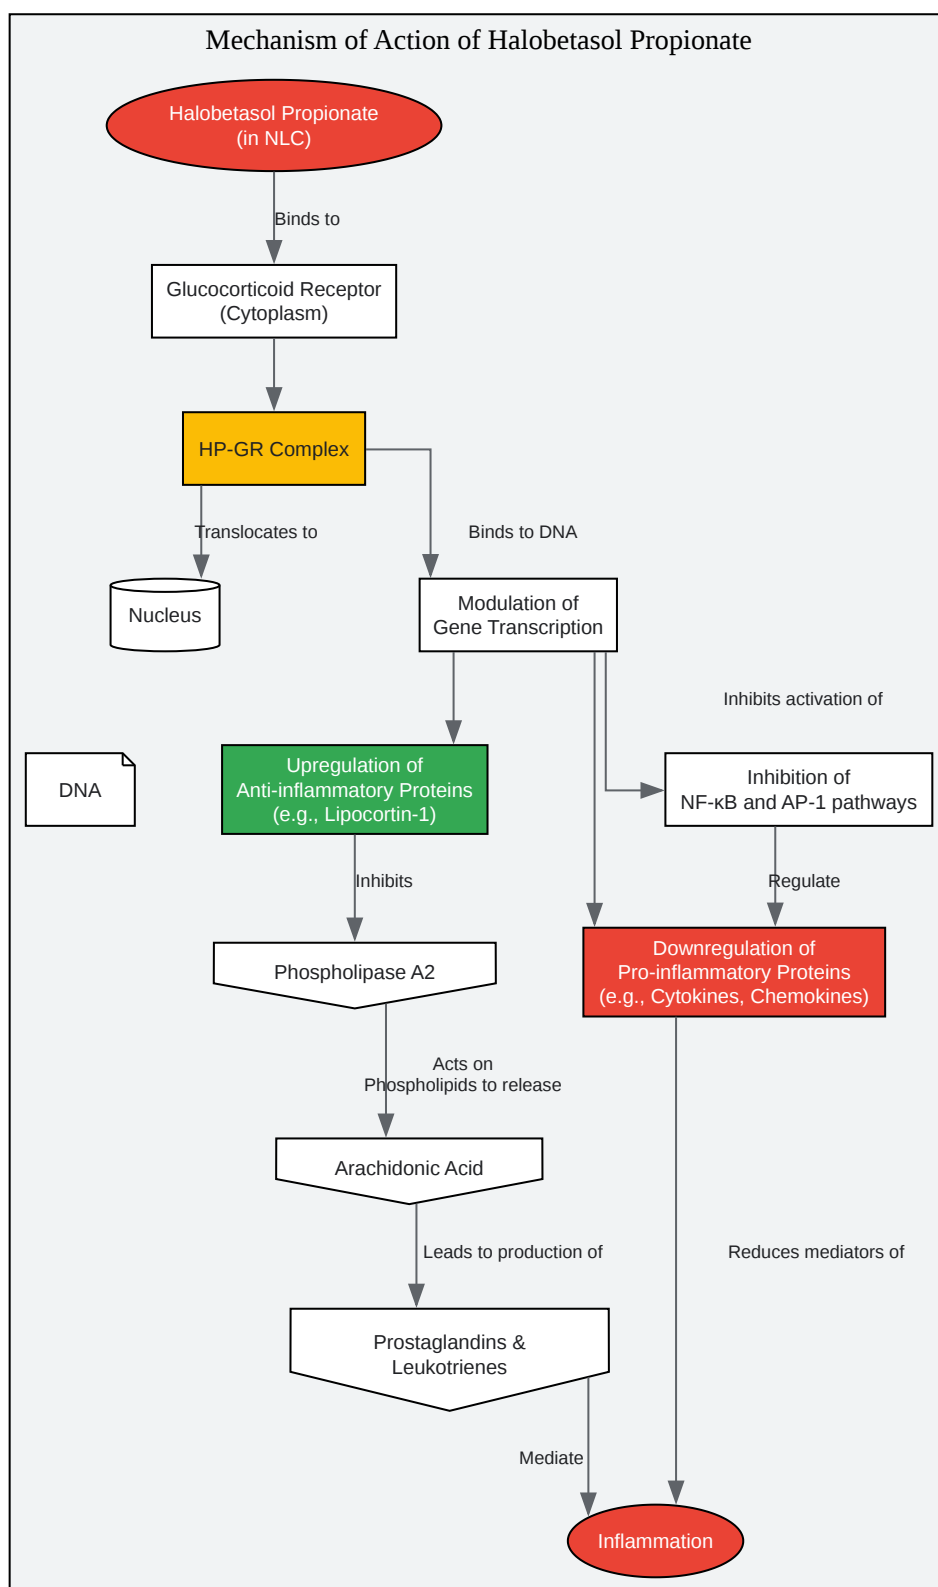 Mechanism of Action of Halobetasol Propionate
Halobetasol Propionate
(in NLC)
Binds to
Glucocorticoid Receptor
(Cytoplasm)
HP-GR Complex
Translocates to
Binds to DNA
Nucleus
Modulation of
Gene Transcription
Inhibits activation of
DNA
Upregulation of
Anti-inflammatory Proteins
(e.g., Lipocortin-1)
Inhibition of
NF-κB and AP-1 pathways
Inhibits
Regulate
Phospholipase A2
Downregulation of
Pro-inflammatory Proteins
(e.g., Cytokines, Chemokines)
Acts on
Phospholipids to release
Arachidonic Acid
Leads to production of
Reduces mediators of
Prostaglandins &
Leukotrienes
Mediate
Inflammation